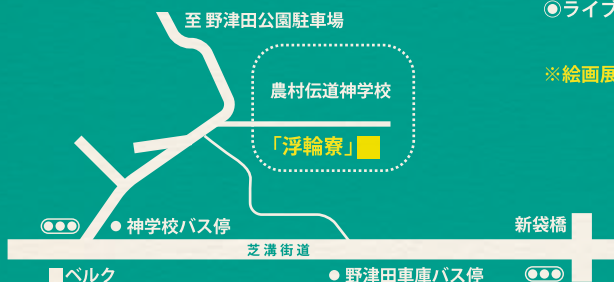 至 野津田公園駐車場
◉ライブ
※絵画展
農村伝道神学校
「浮輪寮」
神学校バス停
新袋橋
芝溝街道
ベルク
野津田車庫バス停